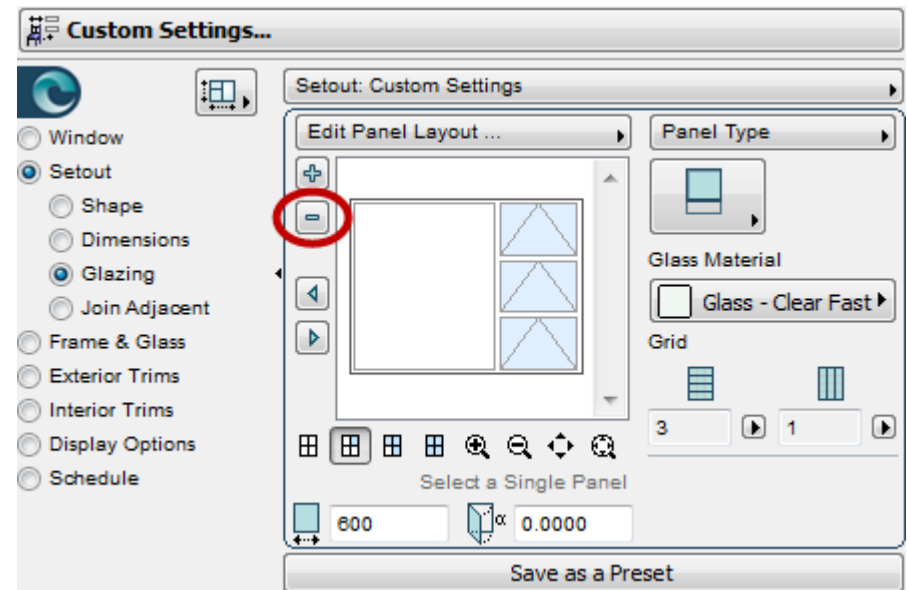 Custom Settings...
Setout: Custom Settings
Window
Setout
Shape
Dimensions
Glazing
Join Adjacent
Frame & Glass
Exterior Trims
Interior Trims
Display Options
Schedule
Edit Panel Layout ...
Panel Type
Glass Material
Glass - Clear Fast
Grid
3
1
Select a Single Panel
600
α
0.0000
Save as a Preset